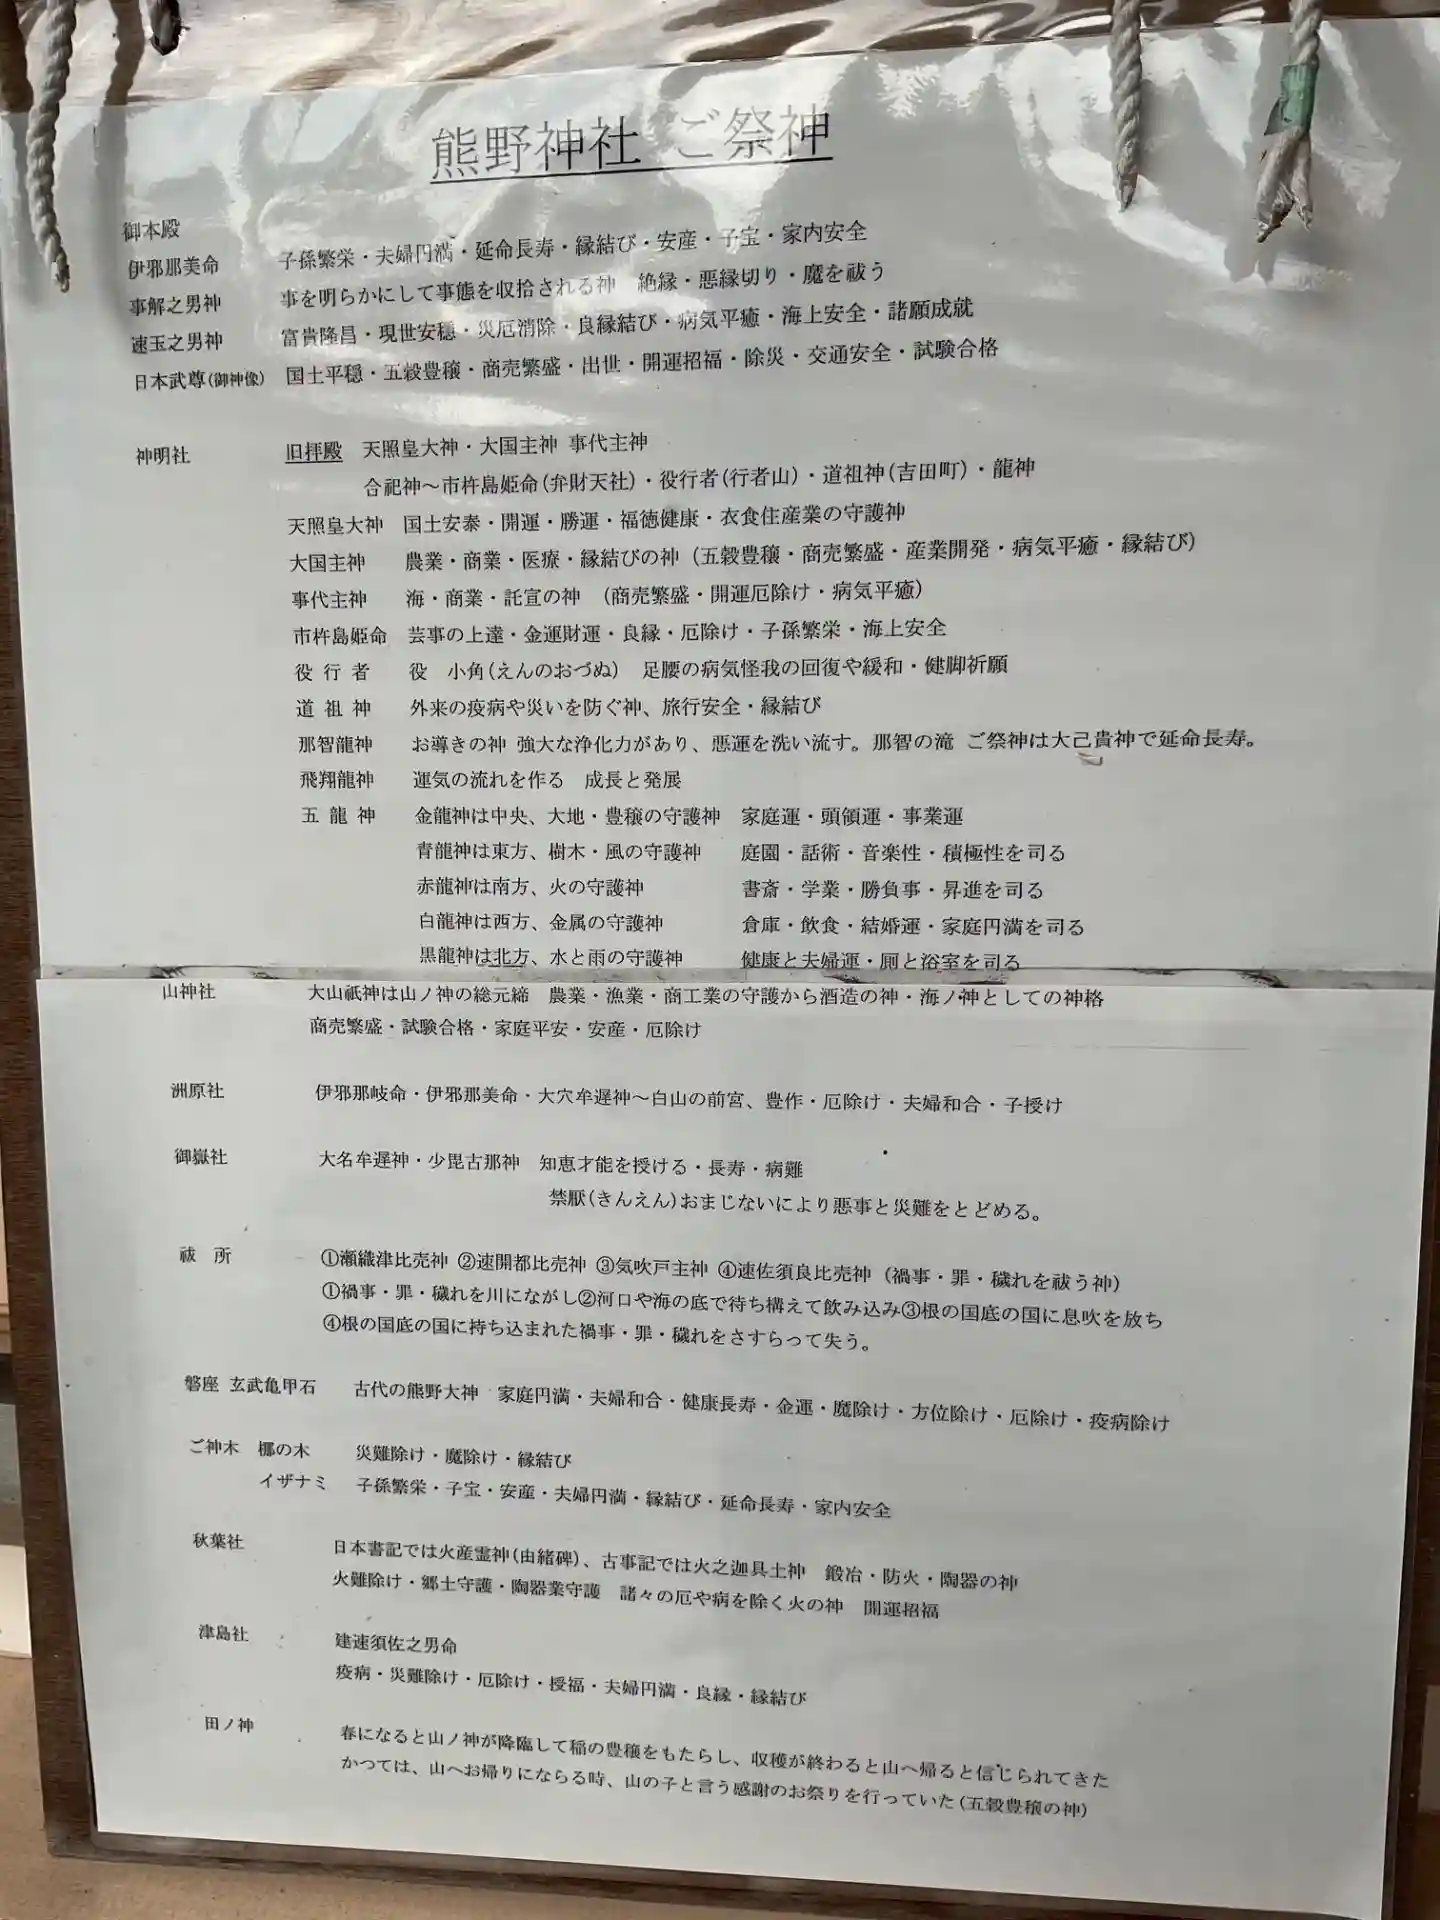 熊野神社 ご祭神
御本殿
伊邪那美命 子孫繁栄・夫婦円満・延命長寿・縁結び・安産・子宝・家内安全
事解之男神 事を明らかにして事態を収拾される神 絶縁・悪縁切り・魔を祓う
速玉之男神 富貴隆昌・現世安穏・災厄消除・良縁結び・病気平癒・海上安全・諸願成就
日本武尊(御神像) 国土平穏・五穀豊穣・商売繁盛・出世・開運招福・除災・交通安全・試験合格
神明社 旧拝殿 天照皇大神・大国主神 事代主神
合祀神～市杵島姫命(弁財天社)・役行者(行者山)・道祖神(吉田町)・龍神
天照皇大神 国土安泰・開運・勝運・福徳健康・衣食住産業の守護神
大国主神 農業・商業・医療・縁結びの神(五穀豊穣・商売繁盛・産業開発・病気平癒・縁結び)
事代主神 海・商業・託宣の神 (商売繁盛・開運厄除け・病気平癒)
市杵島姫命 芸事の上達・金運財運・良縁・厄除け・子孫繁栄・海上安全
役 行 者 役 小角(えんのおづぬ) 足腰の病気怪我の回復や緩和・健脚祈願
道 祖 神 外来の疫病や災いを防ぐ神、旅行安全・縁結び
那智龍神 お導きの神 強大な浄化力があり、悪運を洗い流す。那智の滝 ご祭神は大己貴神で延命長寿。
飛翔龍神 運気の流れを作る 成長と発展
五 龍 神 金龍神は中央、大地・豊穣の守護神 家庭運・頭領運・事業運
青龍神は東方、樹木・風の守護神 庭園・話術・音楽性・積極性を司る
赤龍神は南方、火の守護神 書斎・学業・勝負事・昇進を司る
白龍神は西方、金属の守護神 倉庫・飲食・結婚運・家庭円満を司る
黒龍神は北方、水と雨の守護神 健康と夫婦運・厠と浴室を司る
山神社 大山祇神は山ノ神の総元締 農業・漁業・商工業の守護から酒造の神・海ノ神としての神格
商売繁盛・試験合格・家庭平安・安産・厄除け
洲原社 伊邪那岐命・伊邪那美命・大穴牟遅神～白山の前宮、豊作・厄除け・夫婦和合・子授け
御嶽社 大名牟遅神・少毘古那神 知恵才能を授ける・長寿・病難
禁厭(きんえん)おまじないにより悪事と災難をとどめる。
祓 所 ①瀬織津比売神 ②速開都比売神 ③気吹戸主神 ④速佐須良比売神(禍事・罪・穢れを祓う神)
①禍事・罪・穢れを川にながし②河口や海の底で待ち構えて飲み込み③根の国底の国に息吹を放ち
④根の国底の国に持ち込まれた禍事・罪・穢れをさすらって失う。
磐座 玄武亀甲石 古代の熊野大神 家庭円満・夫婦和合・健康長寿・金運・魔除け・方位除け・厄除け・疫病除け
ご神木 梛の木 災難除け・魔除け・縁結び
イザナミ 子孫繁栄・子宝・安産・夫婦円満・縁結び・延命長寿・家内安全
秋葉社 日本書記では火産霊神(由緒碑)、古事記では火之迦具土神 鍛冶・防火・陶器の神
火難除け・郷土守護・陶器業守護 諸々の厄や病を除く火の神 開運招福
津島社 建速須佐之男命
疫病・災難除け・厄除け・授福・夫婦円満・良縁・縁結び
田ノ神 春になると山ノ神が降臨して稲の豊穣をもたらし、収穫が終わると山へ帰ると信じられてきた
かつては、山へお帰りにならる時、山の子と言う感謝のお祭りを行っていた(五穀豊穣の神)